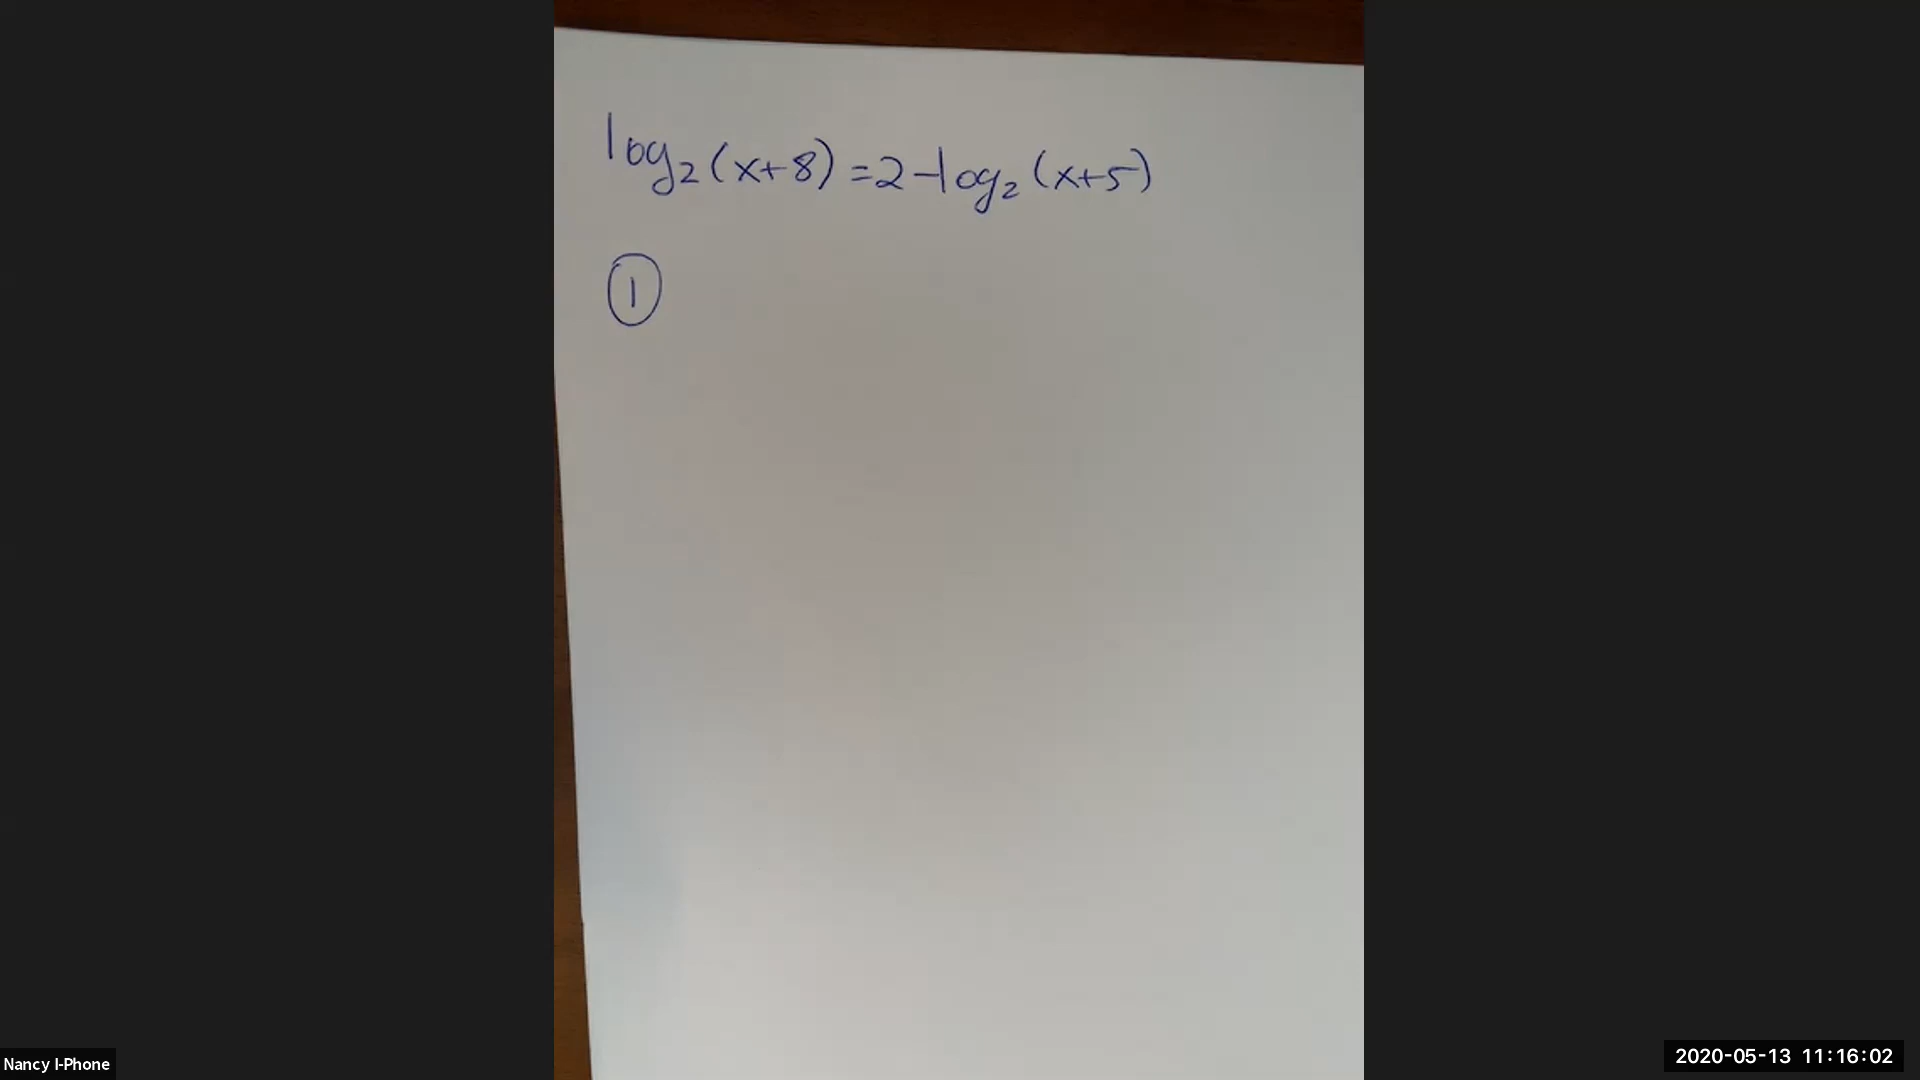 log₂(x+8)=2-log₂(x+5)
①
Nancy I-Phone
2020-05-13 11:16:02